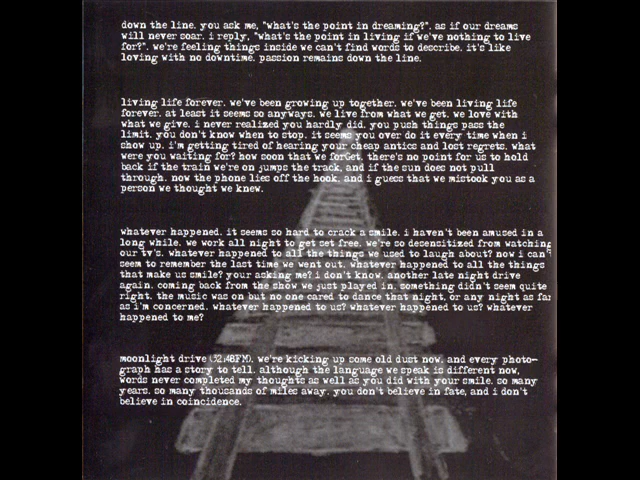 down the line. you ask me, "what's the point in dreaming?". as if our dreams
will never soar. i reply, "what's the point in living if we've nothing to live
for?". we're feeling things inside we can't find words to describe. it's like
loving with no downtime. passion remains down the line.
living life forever. we've been growing up together. we've been living life
forever. at least it seems so anyways. we live from what we get. we love with
what we give. i never realized you hardly did. you push things pass the
limit. you don't know when to stop. it seems you over do it every time when i
show up. i'm getting tired of hearing your cheap antics and lost regrets. what
were you waiting for? how soon that we forGet. there's no point for us to hold
back if the train we're on jumps the track, and if the sun does not pull
through. now the phone lies off the hook. and i guess that we mistook you as a
person we thought we knew.
whatever happened. it seems so hard to crack a smile. i haven't been amused in a
long while. we work all night to get set free. we're so desensitized from watching
our tv's. whatever happened to all the things we used to laugh about? now i can't
seem to remember the last time we went out. whatever happened to all the things
that make us smile? your asking me? i don't know. another late night drive
again. coming back from the show we just played in. something didn't seem quite
right. the music was on but no one cared to dance that night, or any night as far
as i'm concerned. whatever happened to us? whatever happened to us? whatever
happened to me?
moonlight drive (92.4BFM). we're kicking up some old dust now. and every photo-
graph has a story to tell. although the language we speak is different now,
words never completed my thoughts as well as you did with your smile. so many
years. so many thousands of miles away. you don't believe in fate, and i don't
believe in coincidence.